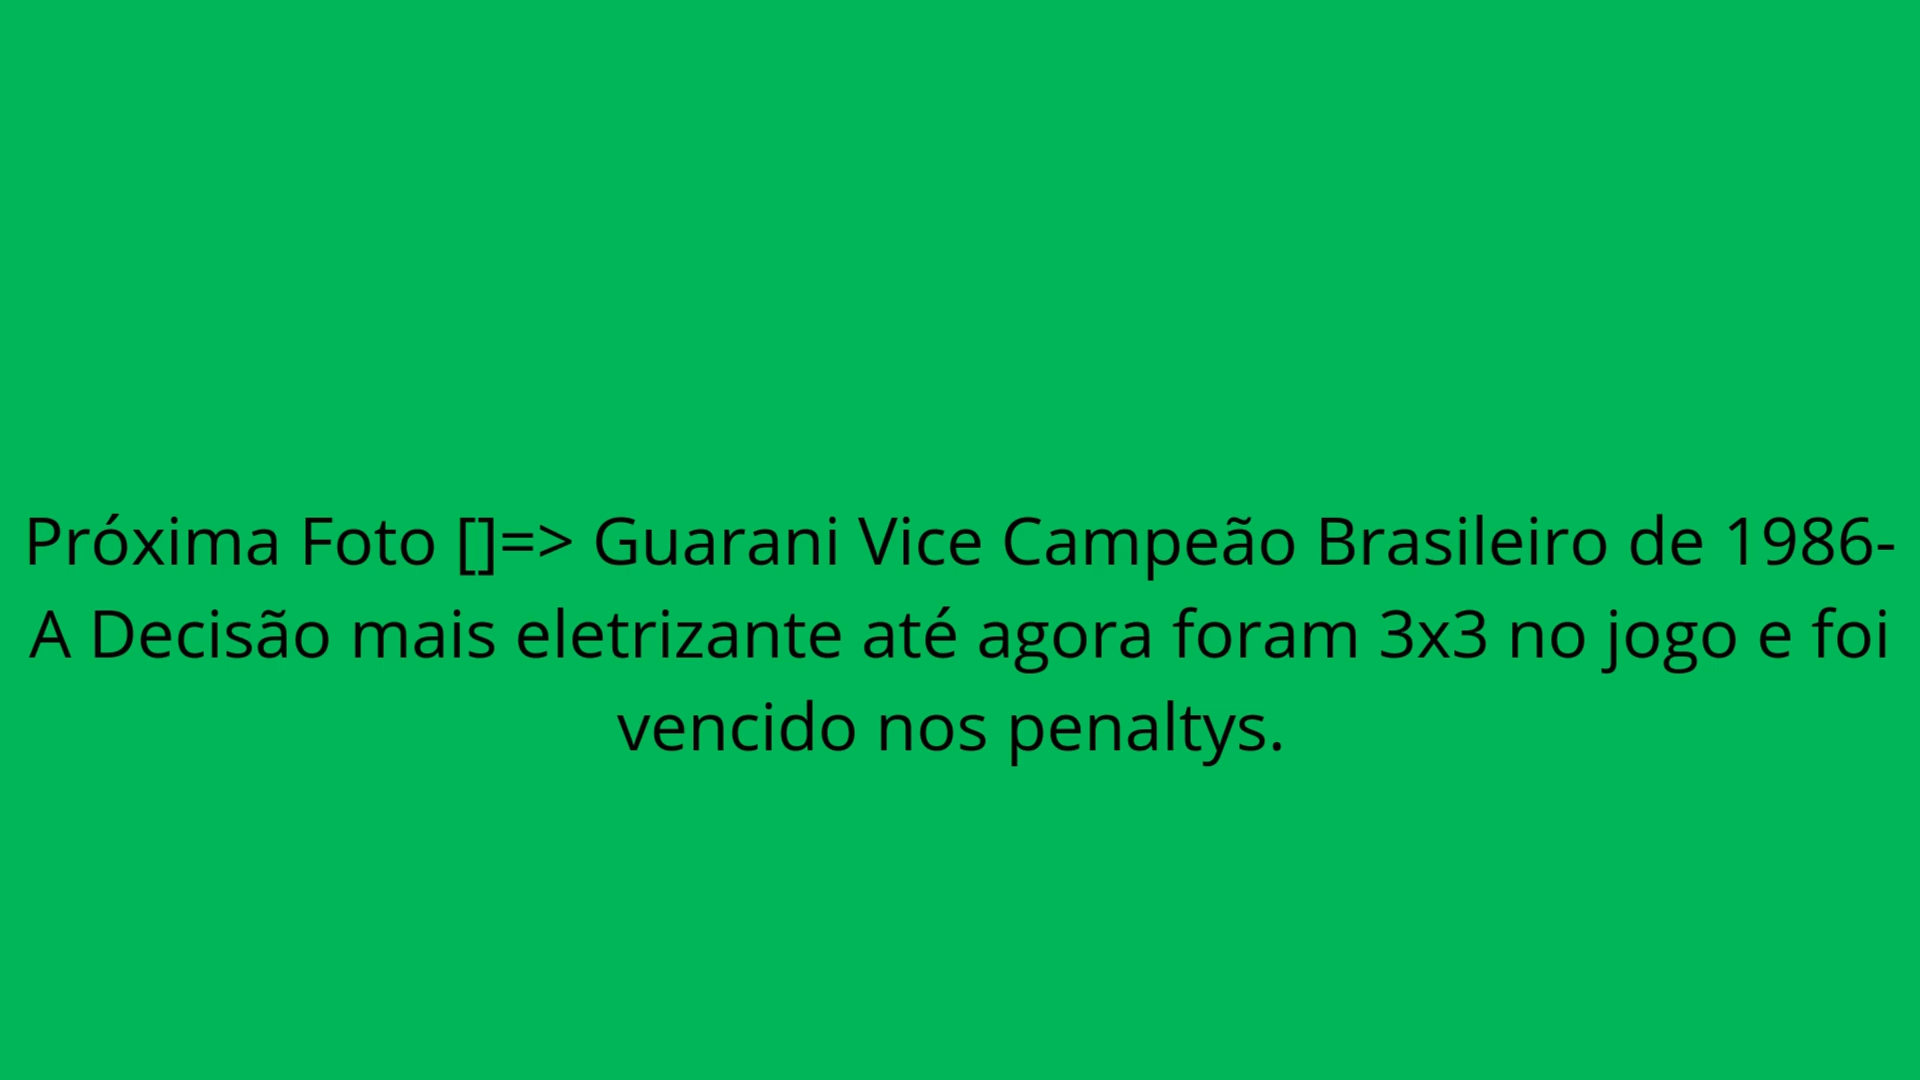 Próxima Foto []=> Guarani Vice Campeão Brasileiro de 1986-
A Decisão mais eletrizante até agora foram 3x3 no jogo e foi
vencido nos penaltys.